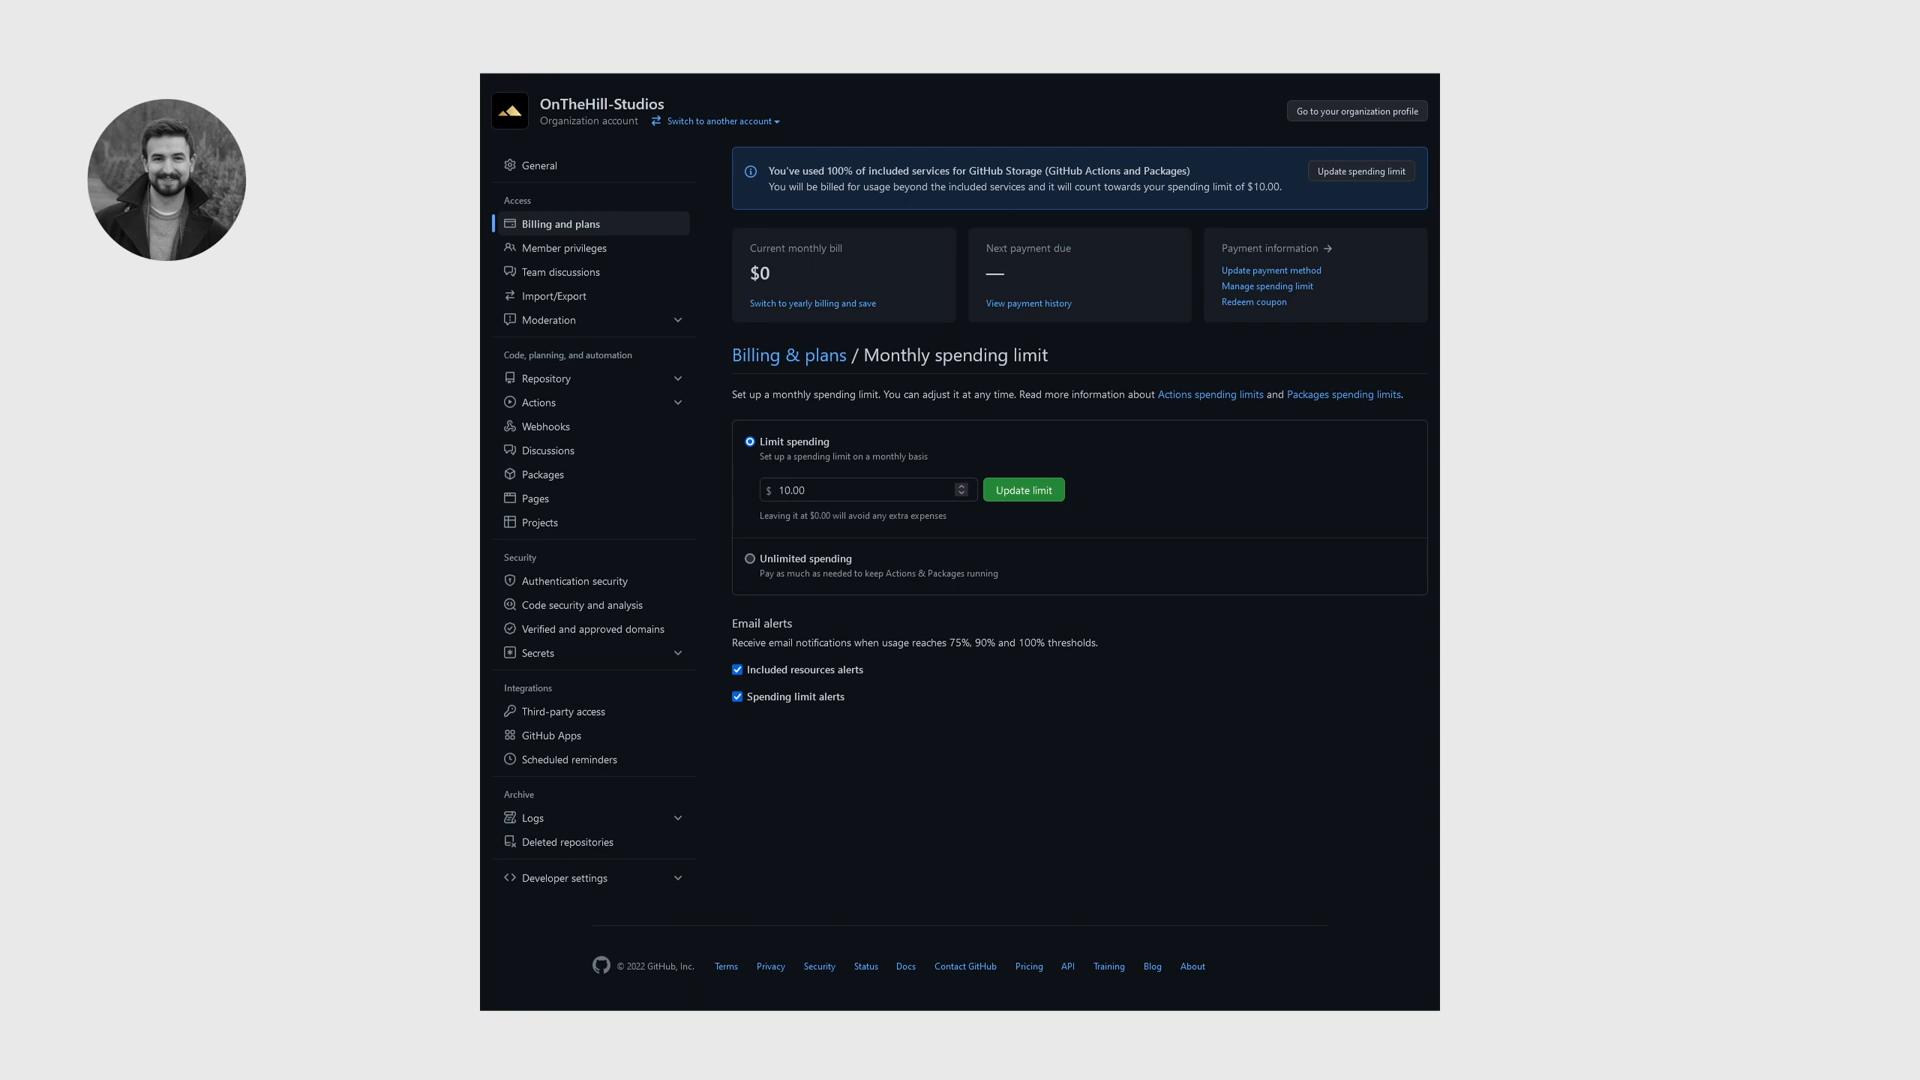 OnTheHill-Studios
Organization account Switch to another account
Go to your organization profile
General
Access
Billing and plans
Member privileges
Team discussions
Import/Export
Moderation
Code, planning, and automation
Repository
Actions
Webhooks
Discussions
Packages
Pages
Projects
Security
Authentication security
Code security and analysis
Verified and approved domains
Secrets
Integrations
Third-party access
GitHub Apps
Scheduled reminders
Archive
Logs
Deleted repositories
Developer settings
You've used 100% of included services for GitHub Storage (GitHub Actions and Packages)
You will be billed for usage beyond the included services and it will count towards your spending limit of $10.00.
Update spending limit
Current monthly bill
$0
Switch to yearly billing and save
Next payment due
—
View payment history
Payment information →
Update payment method
Manage spending limit
Redeem coupon
Billing & plans / Monthly spending limit
Set up a monthly spending limit. You can adjust it at any time. Read more information about Actions spending limits and Packages spending limits.
Limit spending
Set up a spending limit on a monthly basis
$ 10.00
Update limit
Leaving it at $0.00 will avoid any extra expenses
Unlimited spending
Pay as much as needed to keep Actions & Packages running
Email alerts
Receive email notifications when usage reaches 75%, 90% and 100% thresholds.
Included resources alerts
Spending limit alerts
© 2022 GitHub, Inc. Terms Privacy Security Status Docs Contact GitHub Pricing API Training Blog About